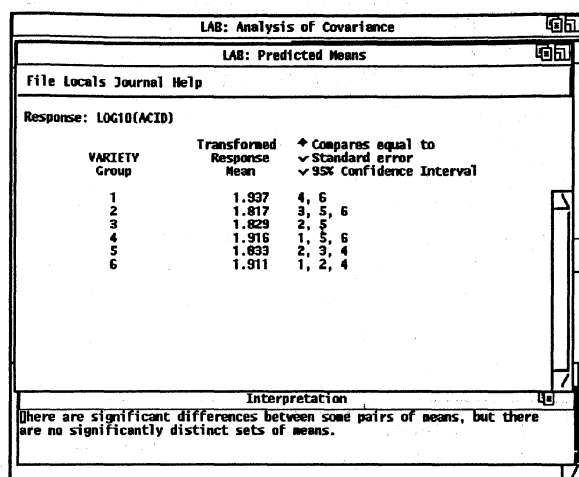 LAB: Analysis of Covariance
LAB: Predicted Means
File Locals Journal Help
Response: LOG10(ACID)
VARIETY Group Transformed Response Mean Compares equal to Standard error 95% Confidence Interval
1 1.937 4, 6
2 1.817 3, 5, 6
3 1.829 2, 5
4 1.916 1, 5, 6
5 1.833 2, 3, 4
6 1.911 1, 2, 4
Interpretation
There are significant differences between some pairs of means, but there
are no significantly distinct sets of means.